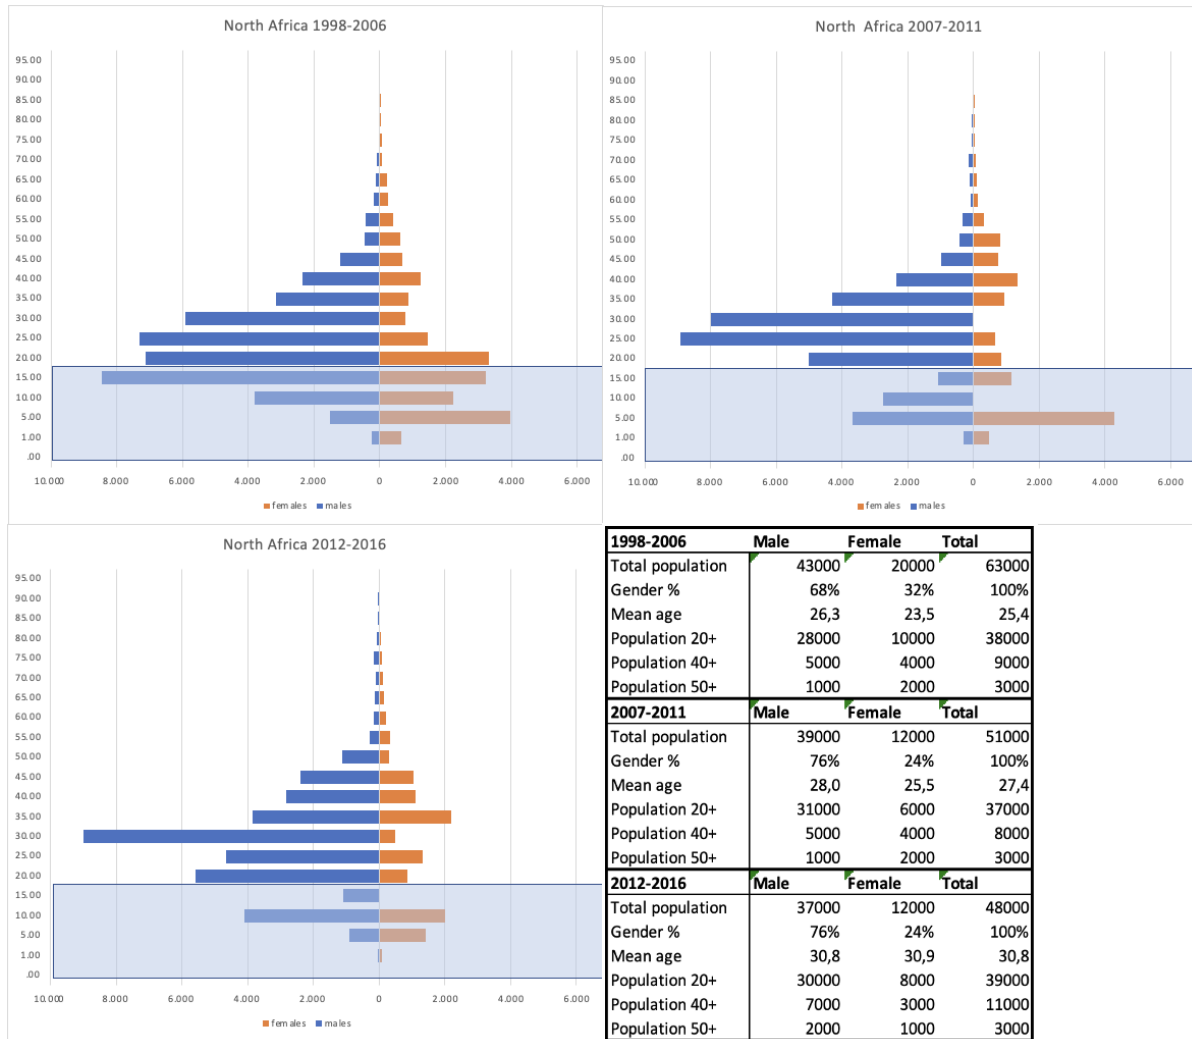 North Africa 1998-2006
95.00
90.00
85.00
80.00
75.00
70.00
65.00
60.00
55.00
50.00
45.00
40.00
35.00
30.00
25.00
20.00
15.00
10.00
5.00
1.00
.00
10.000 8.000 6.000 4.000 2.000 0 2.000 4.000 6.000
females males
North Africa 2007-2011
95.00
90.00
85.00
80.00
75.00
70.00
65.00
60.00
55.00
50.00
45.00
40.00
35.00
30.00
25.00
20.00
15.00
10.00
5.00
1.00
.00
10.000 8.000 6.000 4.000 2.000 0 2.000 4.000 6.000
females males
North Africa 2012-2016
95.00
90.00
85.00
80.00
75.00
70.00
65.00
60.00
55.00
50.00
45.00
40.00
35.00
30.00
25.00
20.00
15.00
10.00
5.00
1.00
.00
10.000 8.000 6.000 4.000 2.000 0 2.000 4.000 6.000
females males
1998-2006 Male Female Total
Total population 43000 20000 63000
Gender % 68% 32% 100%
Mean age 26,3 23,5 25,4
Population 20+ 28000 10000 38000
Population 40+ 5000 4000 9000
Population 50+ 1000 2000 3000
2007-2011 Male Female Total
Total population 39000 12000 51000
Gender % 76% 24% 100%
Mean age 28,0 25,5 27,4
Population 20+ 31000 6000 37000
Population 40+ 5000 4000 8000
Population 50+ 1000 2000 3000
2012-2016 Male Female Total
Total population 37000 12000 48000
Gender % 76% 24% 100%
Mean age 30,8 30,9 30,8
Population 20+ 30000 8000 39000
Population 40+ 7000 3000 11000
Population 50+ 2000 1000 3000